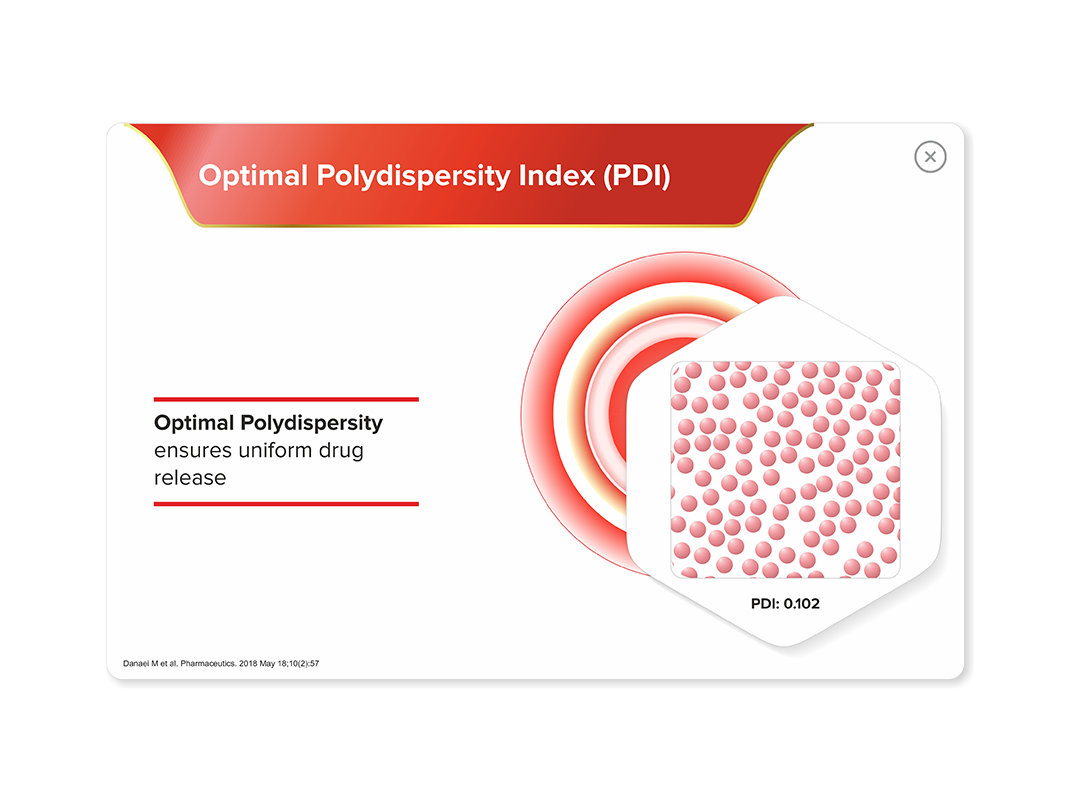 Optimal Polydispersity Index (PDI)
Optimal Polydispersity
ensures uniform drug
release
PDI: 0.102
Danaei M et al. Pharmaceutics. 2018 May 18;10(2):57